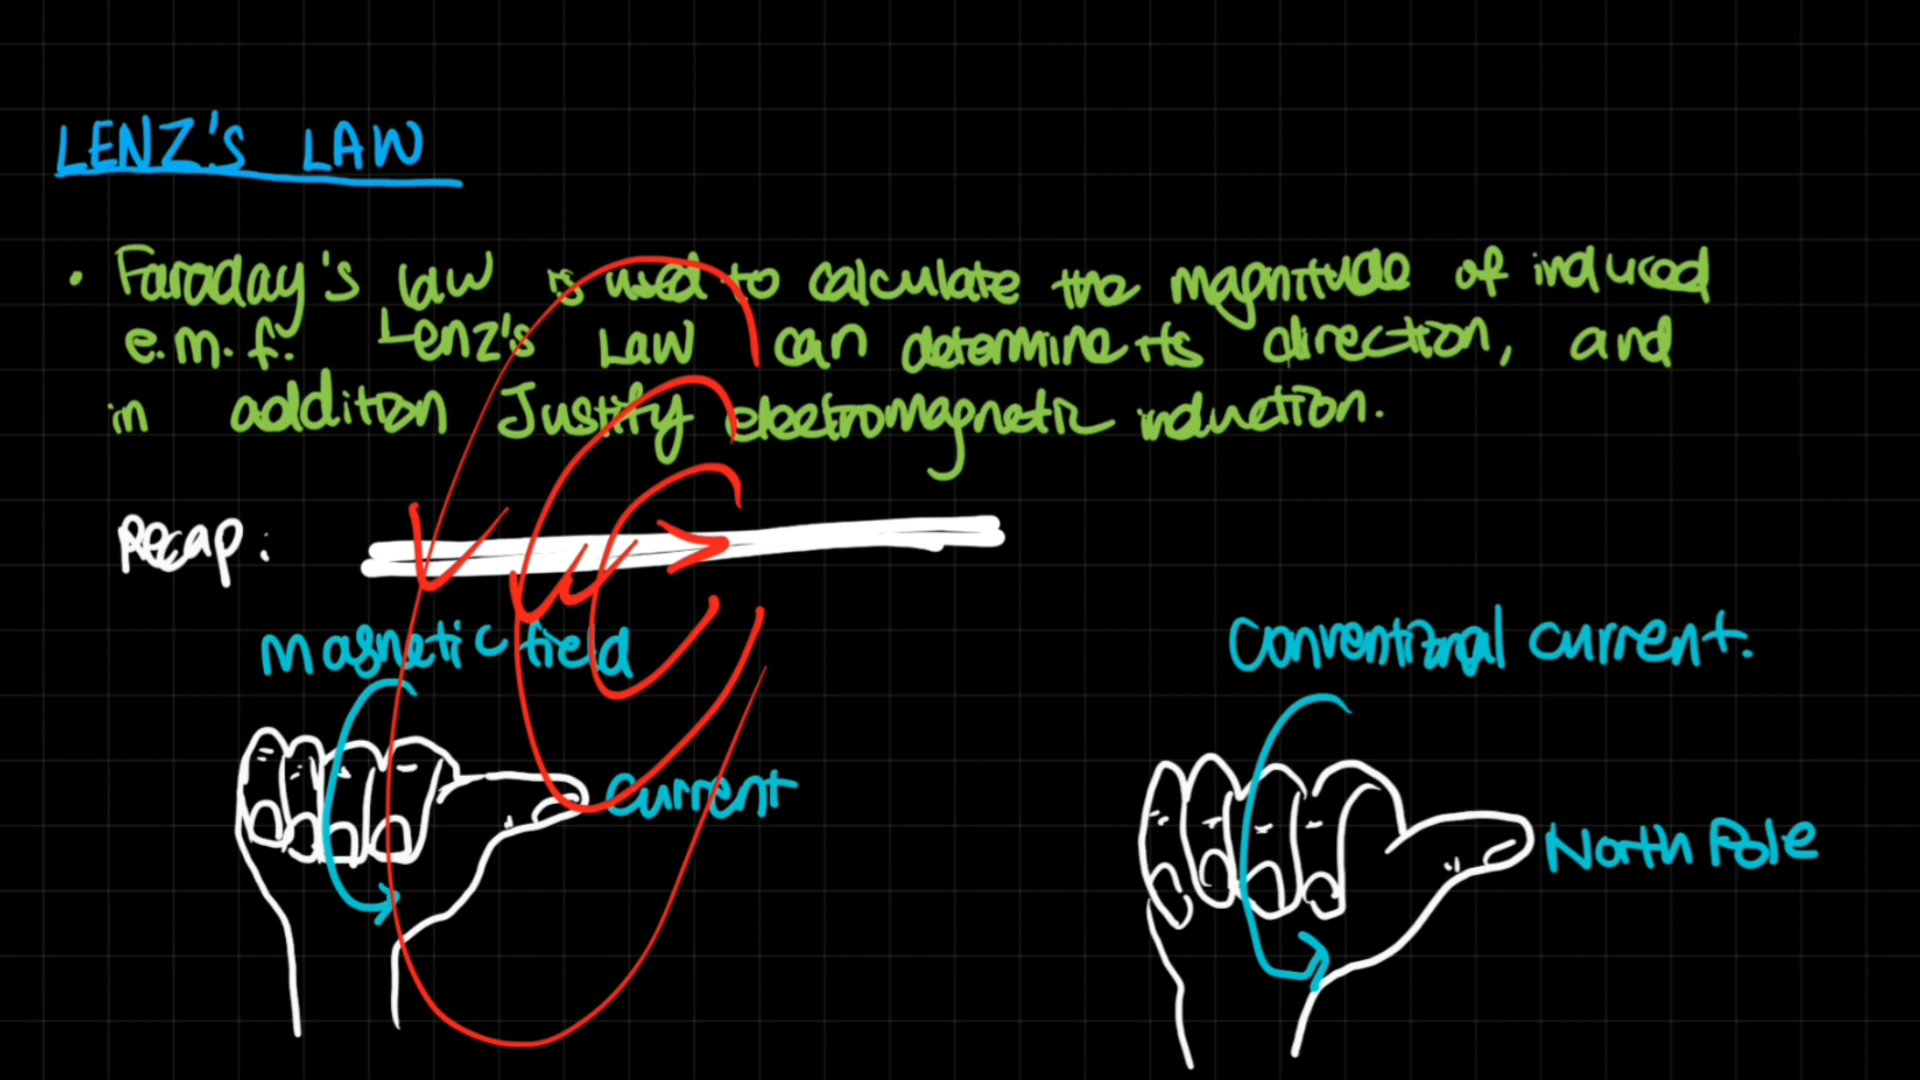 LENZ'S LAW
• Faraday's law is used to calculate the magnitude of induced
e.m.f. Lenz's Law can determine its direction, and
in addition Justify electromagnetic induction.
Recap:
magnetic field
Conventional current.
Current
North Pole